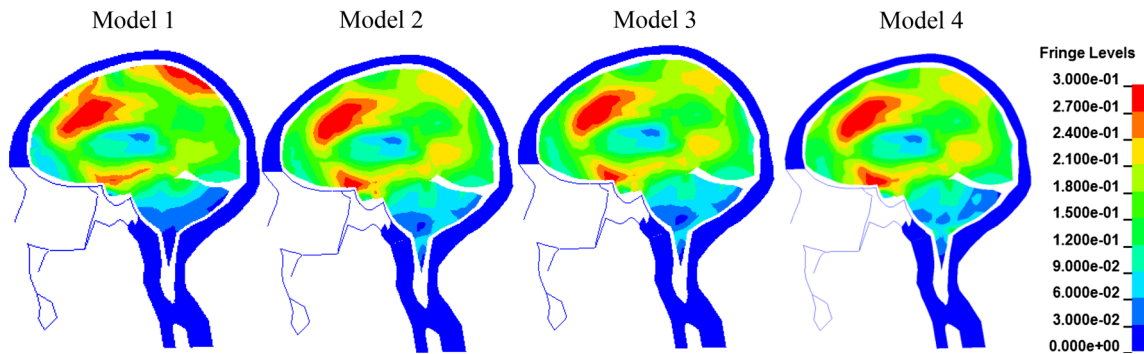 Model 1
Model 2
Model 3
Model 4
Fringe Levels
3.000e-01
2.700e-01
2.400e-01
2.100e-01
1.800e-01
1.500e-01
1.200e-01
9.000e-02
6.000e-02
3.000e-02
0.000e+00